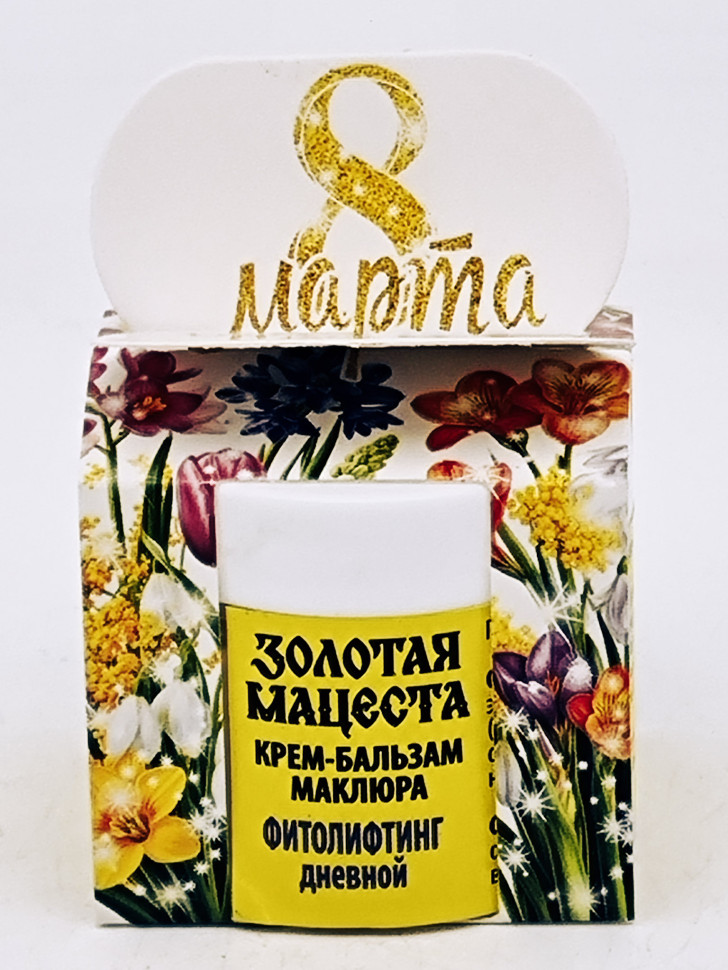 8
марта
ЗОЛОТАЯ
МАЦЕСТА
КРЕМ-БАЛЬЗАМ
МАКЛЮРА
ФИТОЛИФТИНГ
дневной